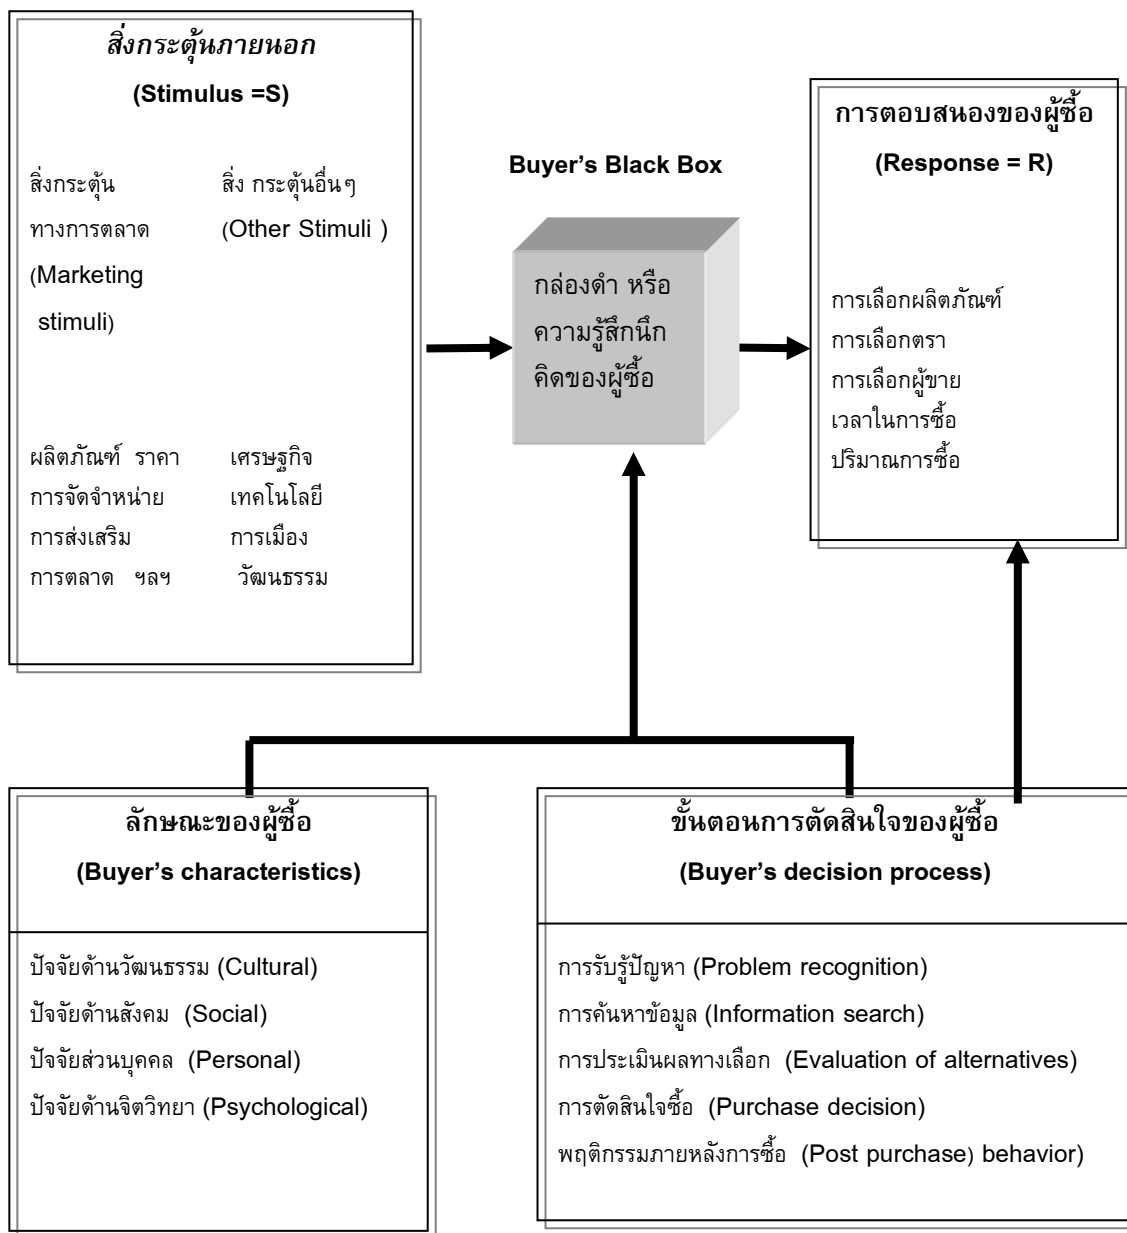 สิ่งกระตุ้นภายนอก
(Stimulus =S)
สิ่งกระตุ้น สิ่ง กระตุ้นอื่นๆ
ทางการตลาด (Other Stimuli )
(Marketing
stimuli)
ผลิตภัณฑ์ ราคา เศรษฐกิจ
การจัดจำหน่าย เทคโนโลยี
การส่งเสริม การเมือง
การตลาด ฯลฯ วัฒนธรรม
Buyer’s Black Box
กล่องดำ หรือ
ความรู้สึกนึก
คิดของผู้ซื้อ
การตอบสนองของผู้ซื้อ
(Response = R)
การเลือกผลิตภัณฑ์
การเลือกตรา
การเลือกผู้ขาย
เวลาในการซื้อ
ปริมาณการซื้อ
ลักษณะของผู้ซื้อ
(Buyer’s characteristics)
ปัจจัยด้านวัฒนธรรม (Cultural)
ปัจจัยด้านสังคม (Social)
ปัจจัยส่วนบุคคล (Personal)
ปัจจัยด้านจิตวิทยา (Psychological)
ขั้นตอนการตัดสินใจของผู้ซื้อ
(Buyer’s decision process)
การรับรู้ปัญหา (Problem recognition)
การค้นหาข้อมูล (Information search)
การประเมินผลทางเลือก (Evaluation of alternatives)
การตัดสินใจซื้อ (Purchase decision)
พฤติกรรมภายหลังการซื้อ (Post purchase) behavior)